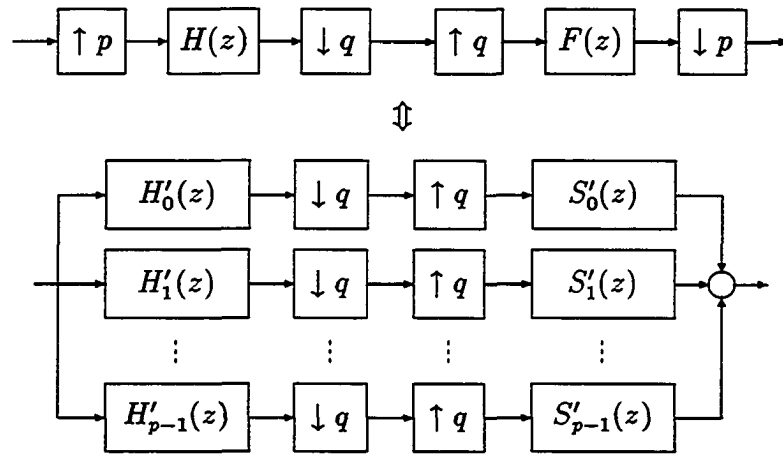 ↑ p H(z) ↓ q ↑ q F(z) ↓ p
⇕
H′₀(z) ↓ q ↑ q S′₀(z)
H′₁(z) ↓ q ↑ q S′₁(z)
⋮ ⋮ ⋮ ⋮
H′ₚ₋₁(z) ↓ q ↑ q S′ₚ₋₁(z)